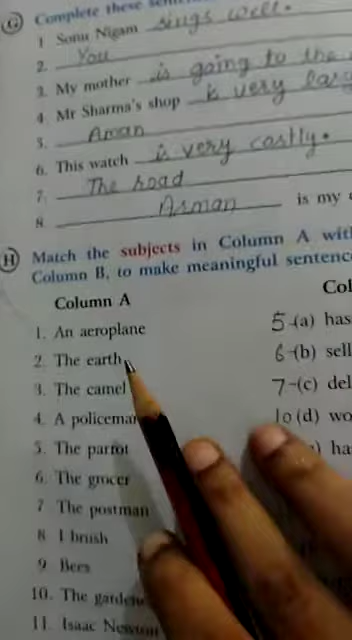 G Complete these
1 Sonu Nigam sings well.
2. You
3. My mother is going to the
4. Mr Sharma's shop is very
5. Aman
6. This watch is very costly.
7. The road
8. Arman is my
H Match the subjects in Column A with
Column B, to make meaningful sentenc
Column A
Col
1. An aeroplane
5-(a) has
2. The earth
6-(b) sell
3. The camel
7-(c) del
4. A policeman
10(d) wo
5. The parrot
ha
6. The grocer
7 The postman
8 I brush
9 Bees
10. The gardene
11. Isaac Newton